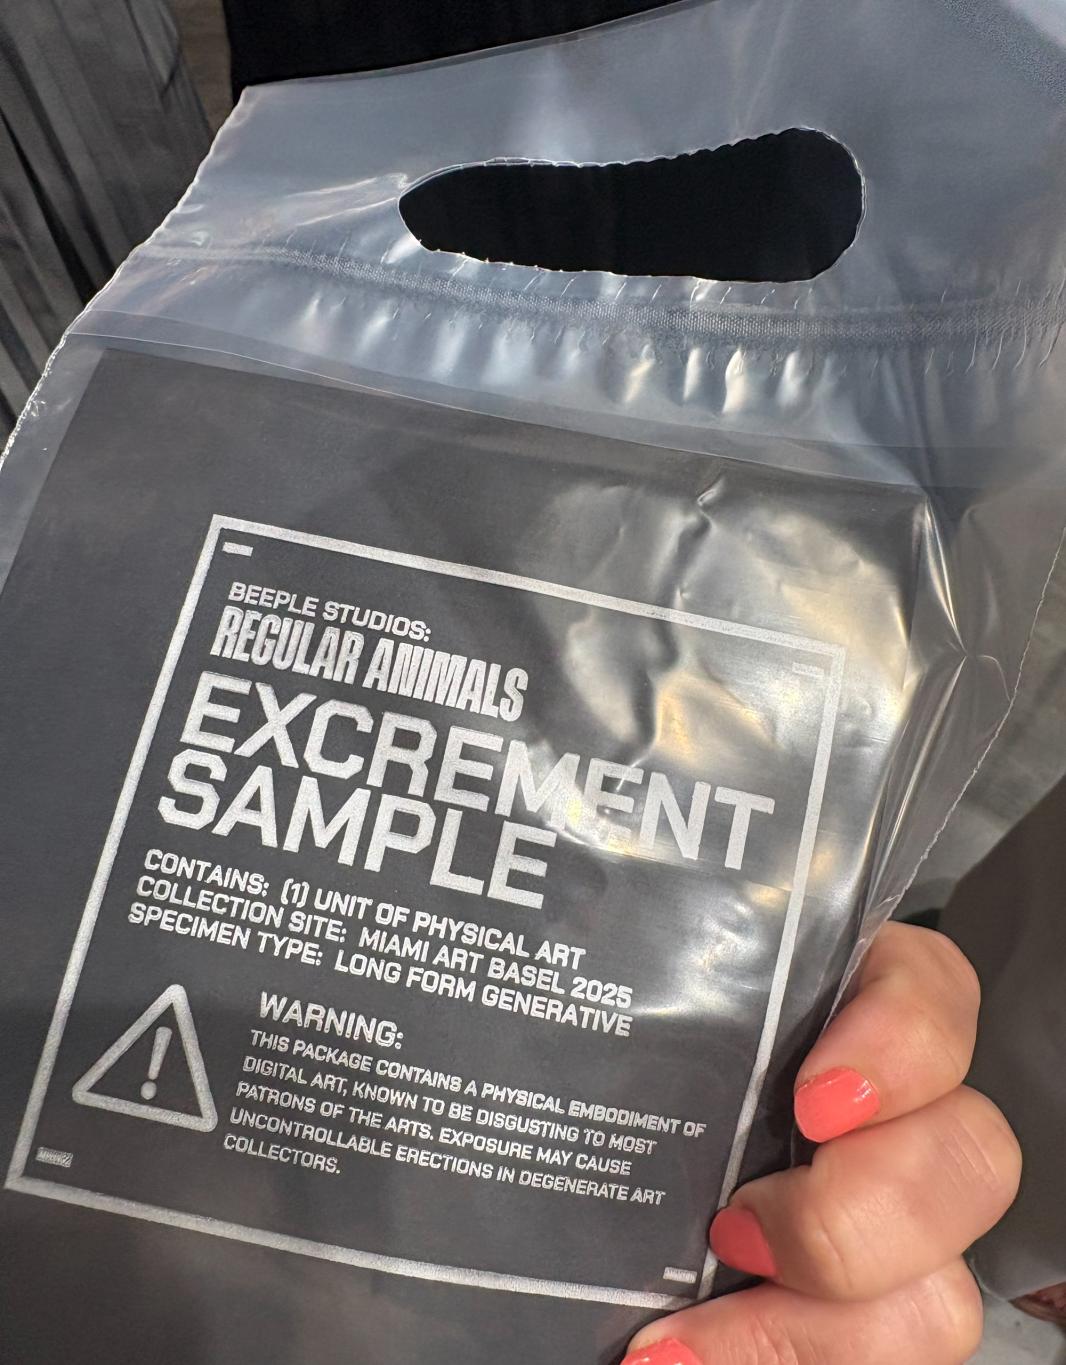 BEEPLE STUDIOS:
REGULAR ANIMALS
EXCREMENT
SAMPLE
CONTAINS: (1) UNIT OF PHYSICAL ART
COLLECTION SITE: MIAMI ART BASEL 2025
SPECIMEN TYPE: LONG FORM GENERATIVE
WARNING:
THIS PACKAGE CONTAINS A PHYSICAL EMBODIMENT OF
DIGITAL ART, KNOWN TO BE DISGUSTING TO MOST
PATRONS OF THE ARTS. EXPOSURE MAY CAUSE
UNCONTROLLABLE ERECTIONS IN DEGENERATE ART
COLLECTORS.